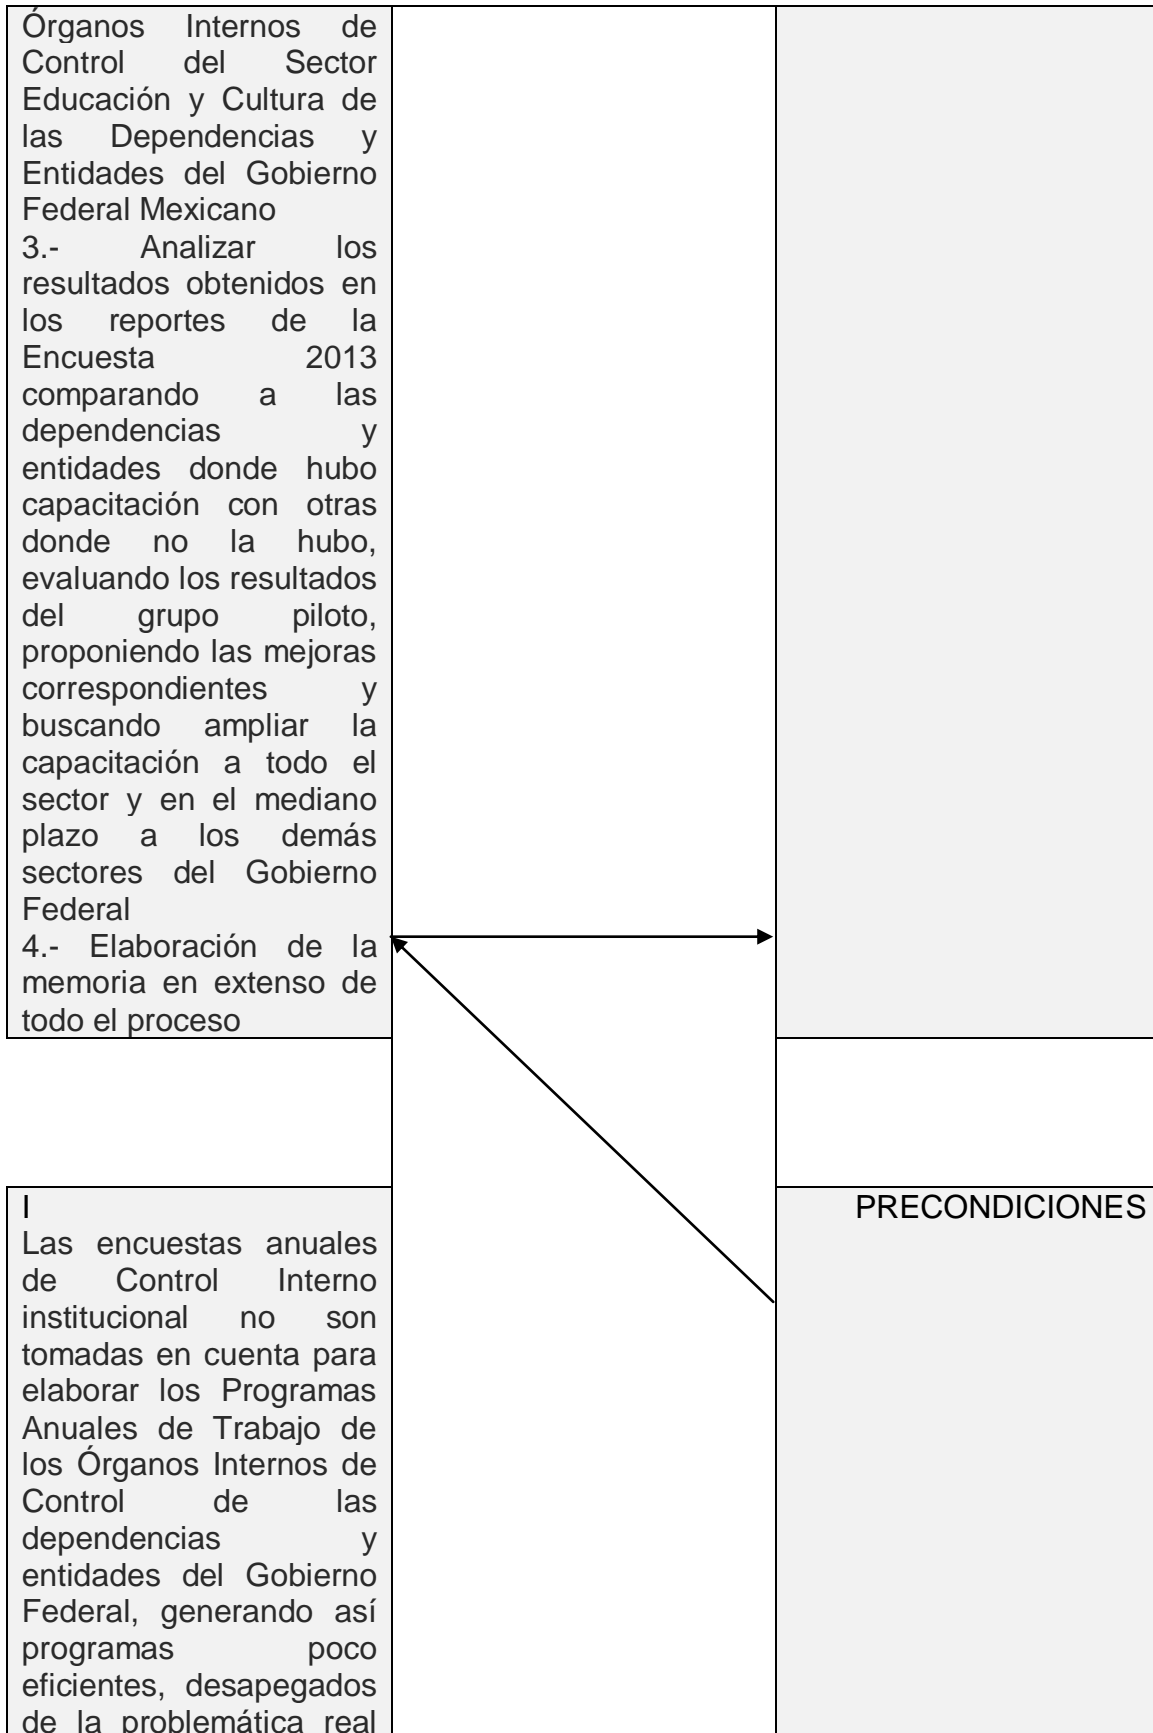 Órganos Internos de
Control del Sector
Educación y Cultura de
las Dependencias y
Entidades del Gobierno
Federal Mexicano
3.- Analizar los
resultados obtenidos en
los reportes de la
Encuesta 2013
comparando a las
dependencias y
entidades donde hubo
capacitación con otras
donde no la hubo,
evaluando los resultados
del grupo piloto,
proponiendo las mejoras
correspondientes y
buscando ampliar la
capacitación a todo el
sector y en el mediano
plazo a los demás
sectores del Gobierno
Federal
4.- Elaboración de la
memoria en extenso de
todo el proceso
I
Las encuestas anuales
de Control Interno
institucional no son
tomadas en cuenta para
elaborar los Programas
Anuales de Trabajo de
los Órganos Internos de
Control de las
dependencias y
entidades del Gobierno
Federal, generando así
programas poco
eficientes, desapegados
de la problemática real
PRECONDICIONES